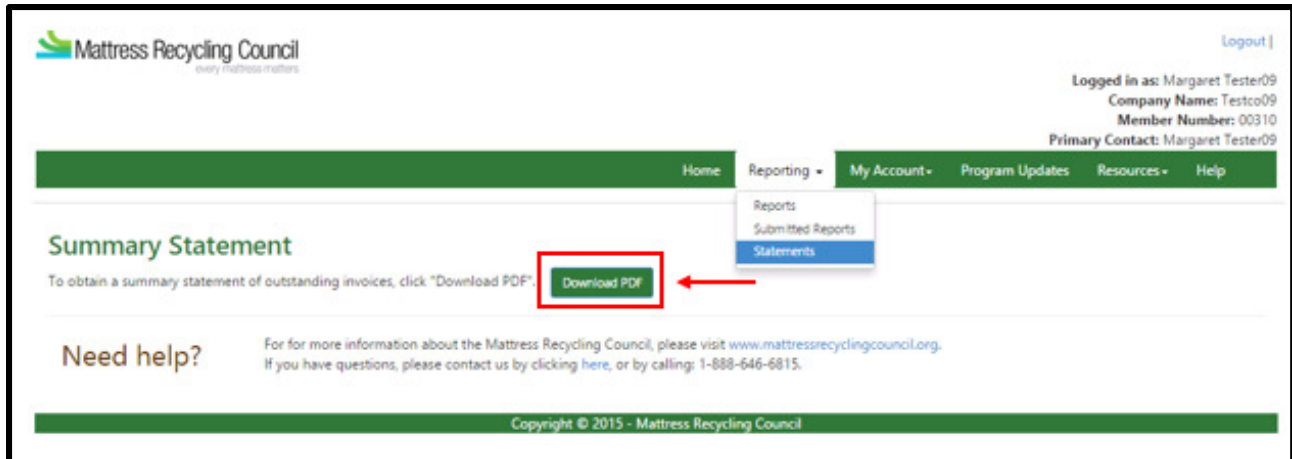 Mattress Recycling Council
every mattress matters
Logout |
Logged in as: Margaret Tester09
Company Name: Testco09
Member Number: 00310
Primary Contact: Margaret Tester09
Home Reporting My Account Program Updates Resources Help
Reports
Submitted Reports
Statements
Summary Statement
To obtain a summary statement of outstanding invoices, click "Download PDF". Download PDF
Need help?
For for more information about the Mattress Recycling Council, please visit www.mattressrecyclingcouncil.org.
If you have questions, please contact us by clicking here, or by calling: 1-888-646-6815.
Copyright © 2015 - Mattress Recycling Council